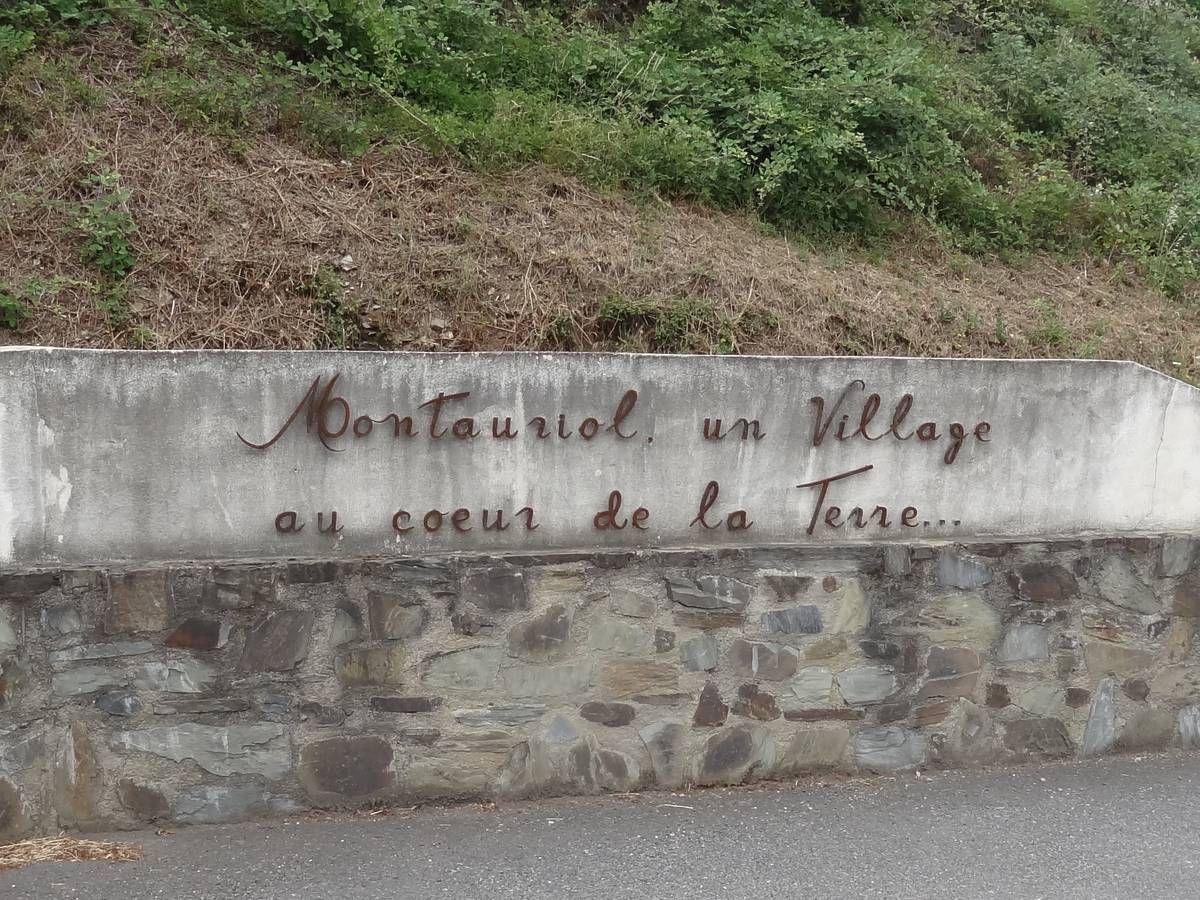 Montauriol, un Village
au coeur de la Terre...